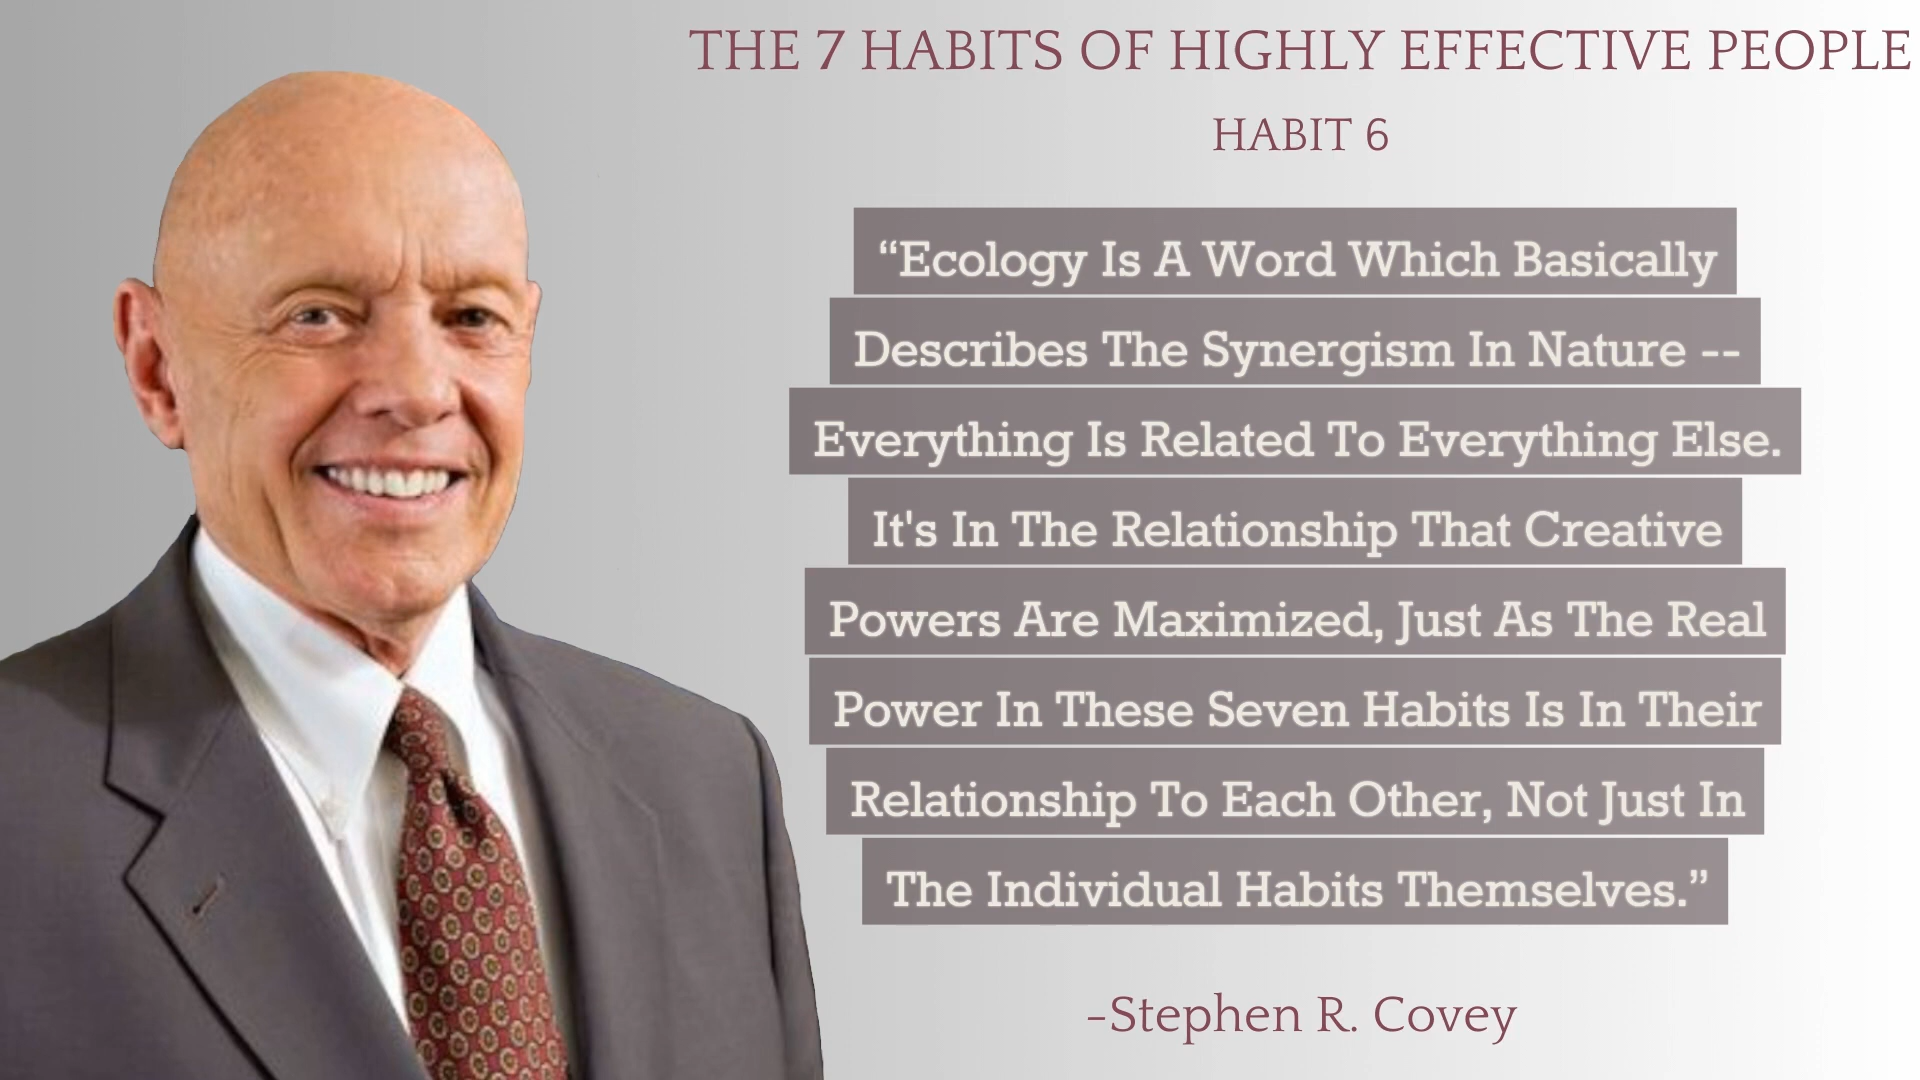 THE 7 HABITS OF HIGHLY EFFECTIVE PEOPLE
HABIT 6
“Ecology Is A Word Which Basically
Describes The Synergism In Nature --
Everything Is Related To Everything Else.
It's In The Relationship That Creative
Powers Are Maximized, Just As The Real
Power In These Seven Habits Is In Their
Relationship To Each Other, Not Just In
The Individual Habits Themselves.”
-Stephen R. Covey